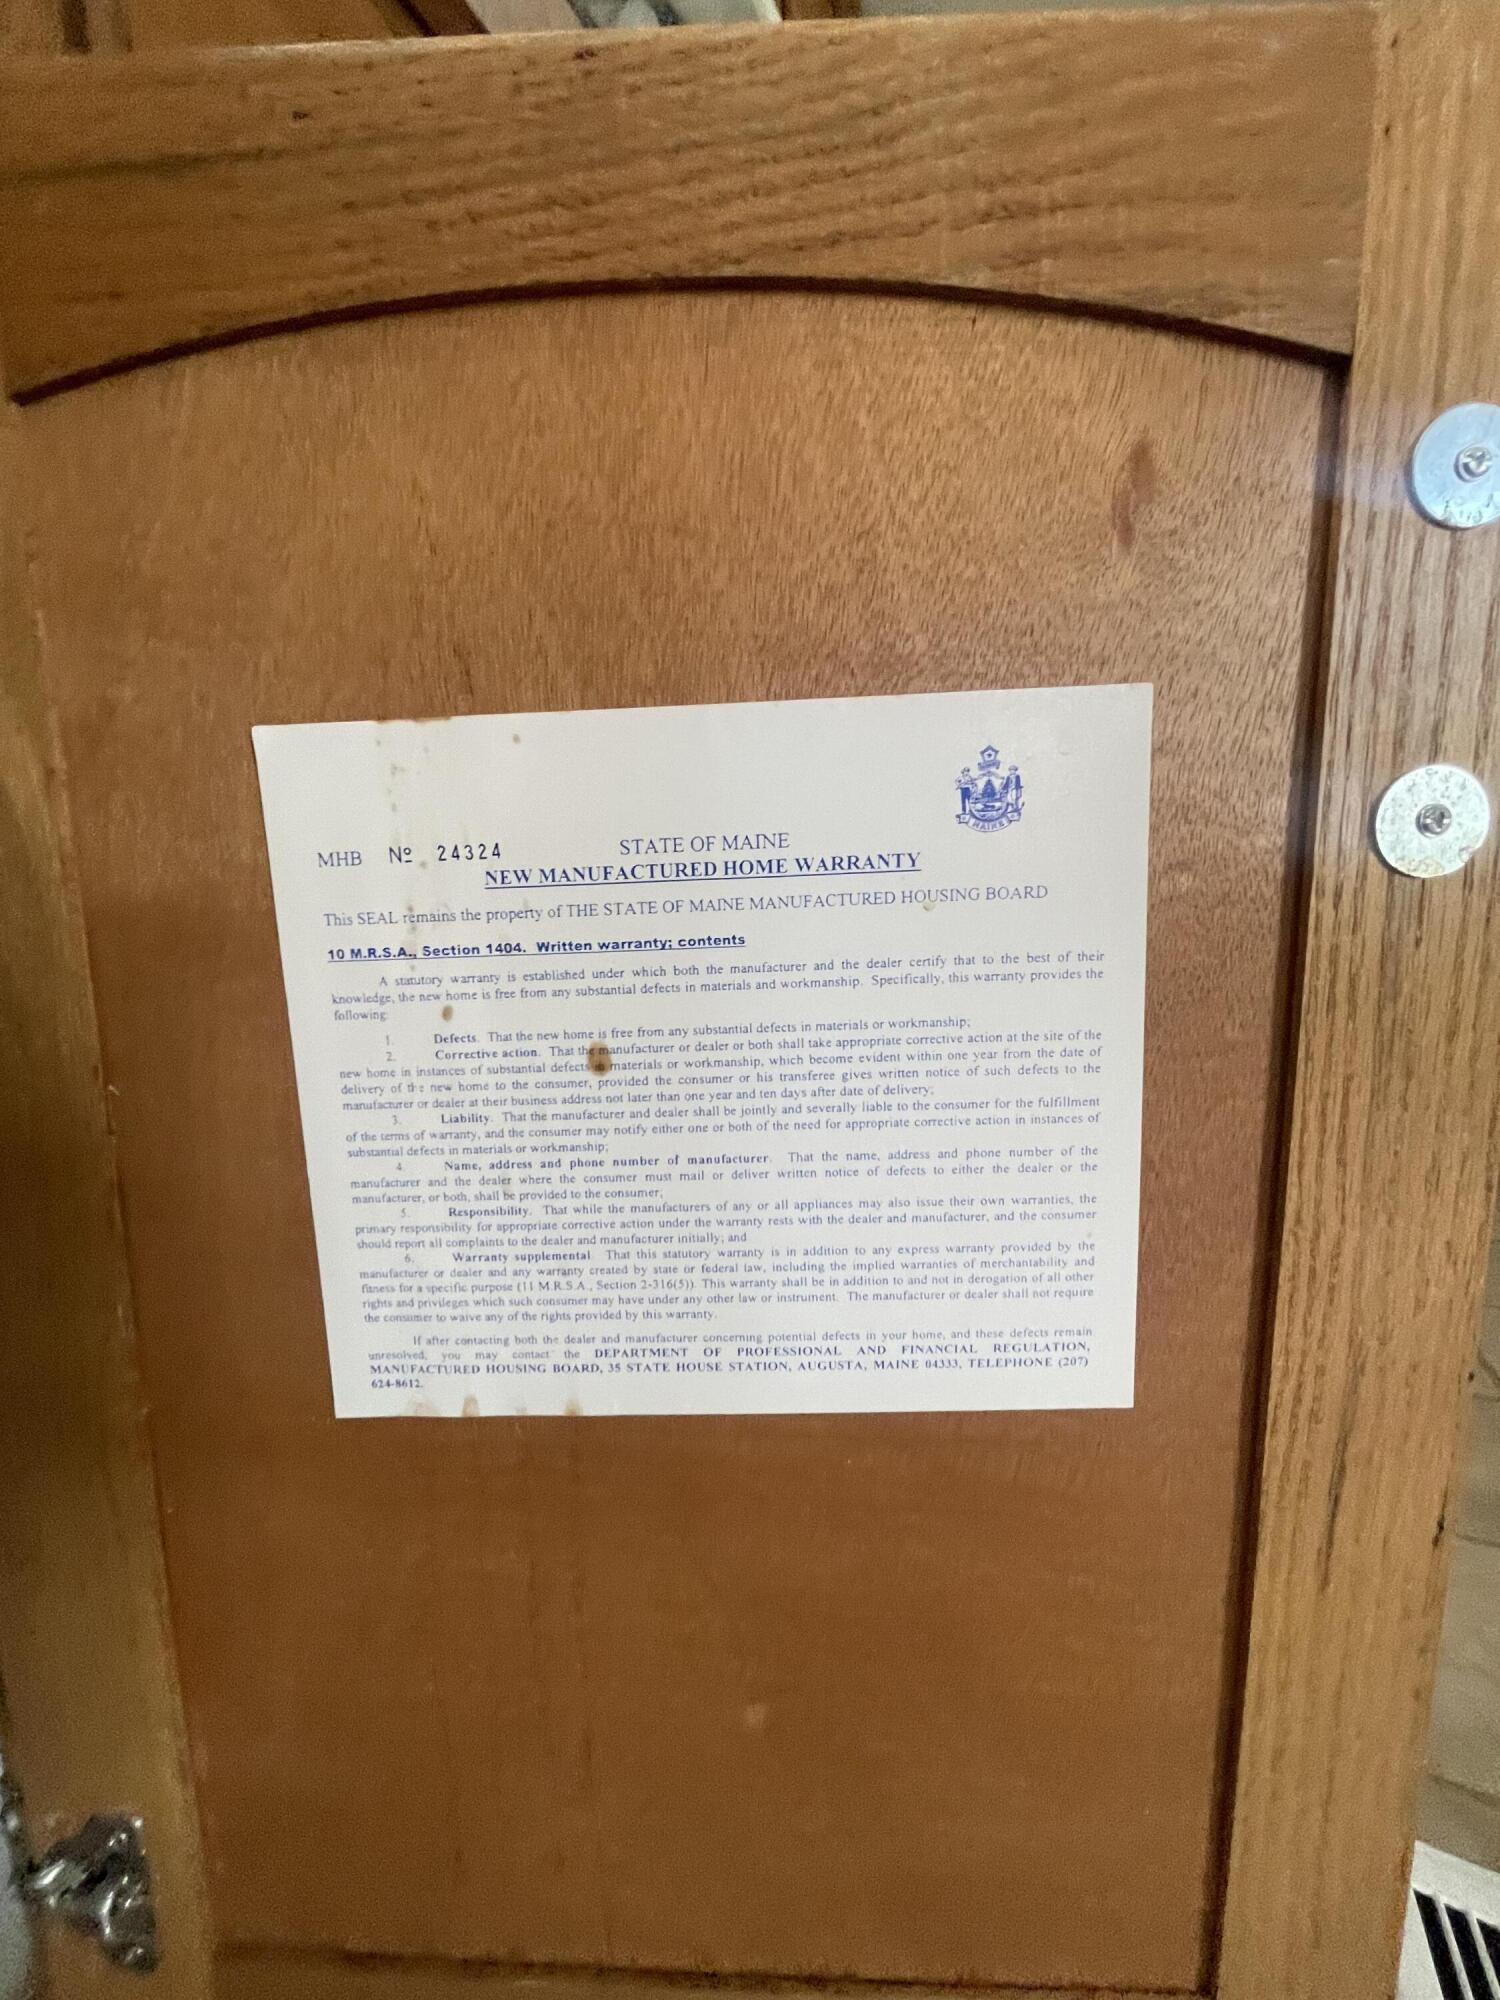 MAINE
STATE OF MAINE
MHB Nº 24324
NEW MANUFACTURED HOME WARRANTY
This SEAL remains the property of THE STATE OF MAINE MANUFACTURED HOUSING BOARD
10 M.R.S.A., Section 1404. Written warranty; contents
A statutory warranty is established under which both the manufacturer and the dealer certify that to the best of their
knowledge, the new home is free from any substantial defects in materials and workmanship. Specifically, this warranty provides the
following:
1. Defects. That the new home is free from any substantial defects in materials or workmanship;
2. Corrective action. That the manufacturer or dealer or both shall take appropriate corrective action at the site of the
new home in instances of substantial defects materials or workmanship, which become evident within one year from the date of
delivery of the new home to the consumer, provided the consumer or his transferee gives written notice of such defects to the
manufacturer or dealer at their business address not later than one year and ten days after date of delivery;
3. Liability. That the manufacturer and dealer shall be jointly and severally liable to the consumer for the fulfillment
of the terms of warranty, and the consumer may notify either one or both of the need for appropriate corrective action in instances of
substantial defects in materials or workmanship;
4. Name, address and phone number of manufacturer. That the name, address and phone number of the
manufacturer and the dealer where the consumer must mail or deliver written notice of defects to either the dealer or the
manufacturer, or both, shall be provided to the consumer;
5. Responsibility. That while the manufacturers of any or all appliances may also issue their own warranties, the
primary responsibility for appropriate corrective action under the warranty rests with the dealer and manufacturer, and the consumer
should report all complaints to the dealer and manufacturer initially; and
6. Warranty supplemental. That this statutory warranty is in addition to any express warranty provided by the
manufacturer or dealer and any warranty created by state or federal law, including the implied warranties of merchantability and
fitness for a specific purpose (11 M.R.S.A., Section 2-316(5)). This warranty shall be in addition to and not in derogation of all other
rights and privileges which such consumer may have under any other law or instrument. The manufacturer or dealer shall not require
the consumer to waive any of the rights provided by this warranty.
If after contacting both the dealer and manufacturer concerning potential defects in your home, and these defects remain
unresolved, you may contact the DEPARTMENT OF PROFESSIONAL AND FINANCIAL REGULATION,
MANUFACTURED HOUSING BOARD, 35 STATE HOUSE STATION, AUGUSTA, MAINE 04333, TELEPHONE (207)
624-8612.